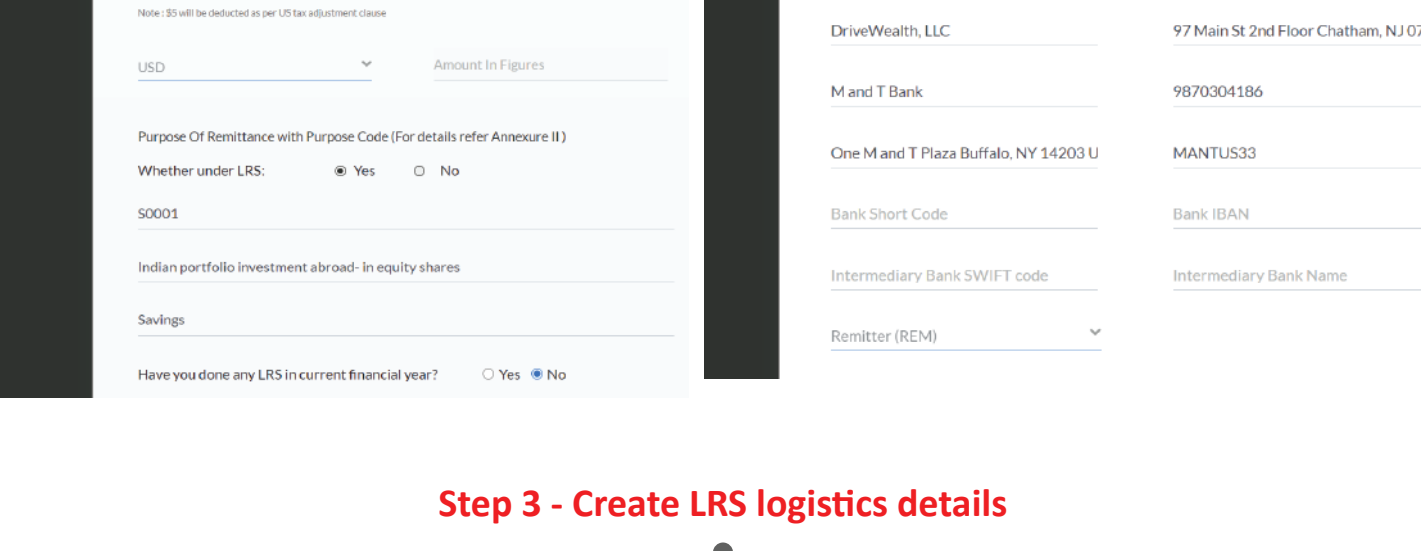 Note : $5 will be deducted as per US tax adjustment clause
USD
Amount In Figures
Purpose Of Remittance with Purpose Code (For details refer Annexure II )
Whether under LRS: Yes No
S0001
Indian portfolio investment abroad- in equity shares
Savings
Have you done any LRS in current financial year? Yes No
DriveWealth, LLC
97 Main St 2nd Floor Chatham, NJ 07
M and T Bank
9870304186
One M and T Plaza Buffalo, NY 14203 U
MANTUS33
Bank Short Code
Bank IBAN
Intermediary Bank SWIFT code
Intermediary Bank Name
Remitter (REM)
Step 3 - Create LRS logistics details